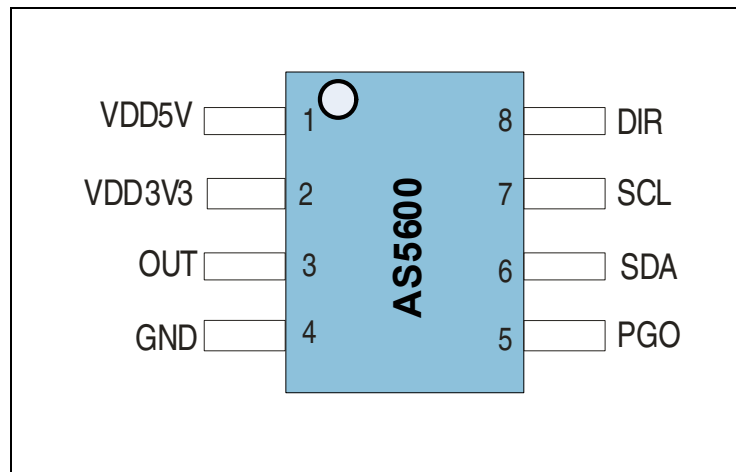 VDD5V 1 8 DIR
VDD3V3 2 7 SCL
OUT 3 6 SDA
GND 4 5 PGO
AS5600